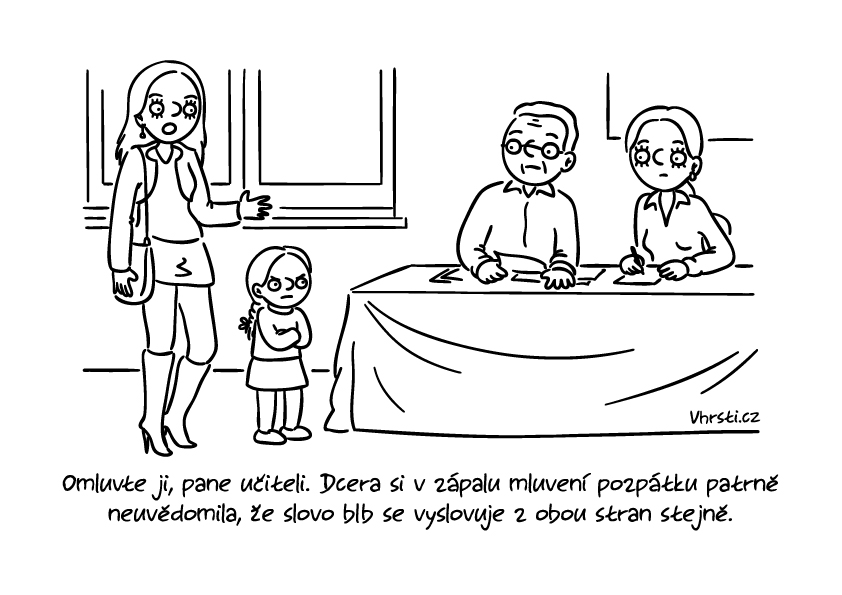 Vhrsti.cz
Omluvte ji, pane učiteli. Dcera si v zápalu mluvení pozpátku patrně
neuvědomila, že slovo blb se vyslovuje z obou stran stejně.